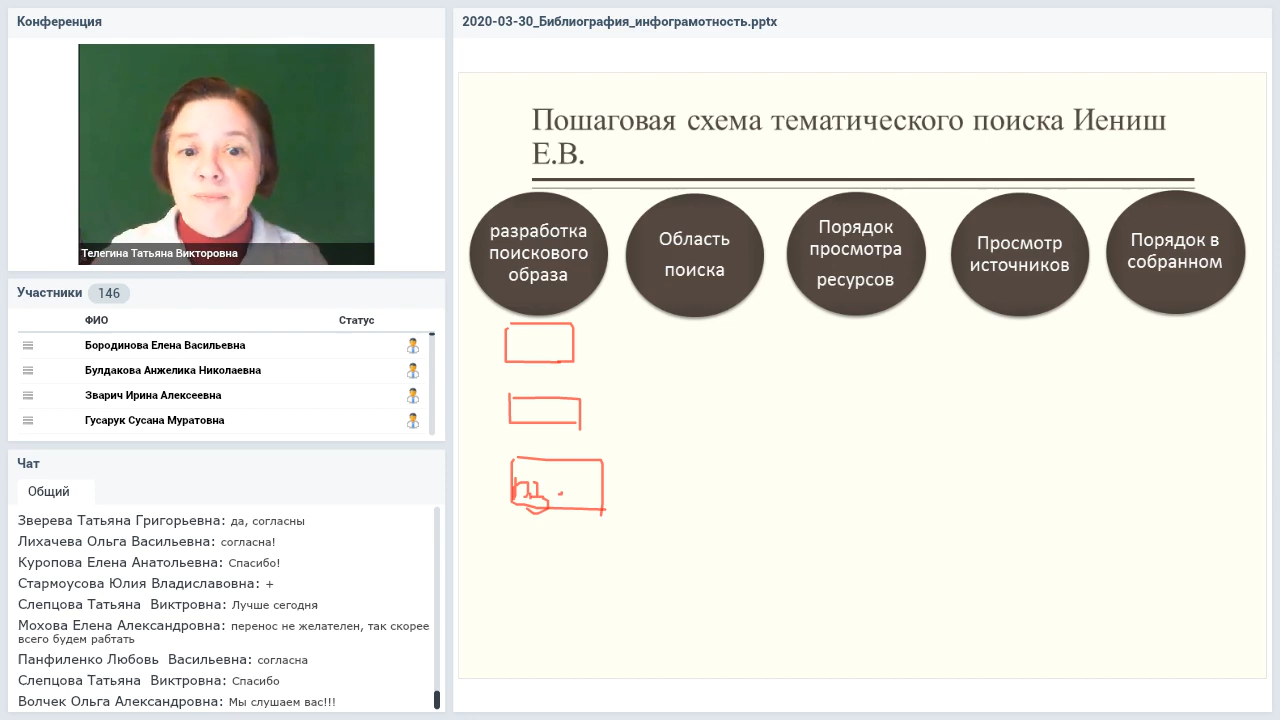 Конференция
Телегина Татьяна Викторовна
Участники 146
ФИО Статус
Бородинова Елена Васильевна
Булдакова Анжелика Николаевна
Зварич Ирина Алексеевна
Гусарук Сусана Муратовна
Чат
Общий
Зверева Татьяна Григорьевна: да, согласны
Лихачева Ольга Васильевна: согласна!
Куропова Елена Анатольевна: Спасибо!
Стармоусова Юлия Владиславовна: +
Слепцова Татьяна Виктровна: Лучше сегодня
Мохова Елена Александровна: перенос не желателен, так скорее
всего будем рабтать
Панфиленко Любовь Васильевна: согласна
Слепцова Татьяна Виктровна: Спасибо
Волчек Ольга Александровна: Мы слушаем вас!!!
2020-03-30_Библиография_инфограмотность.pptx
Пошаговая схема тематического поиска Иениш
Е.В.
разработка
поискового
образа
Область
поиска
Порядок
просмотра
ресурсов
Просмотр
источников
Порядок в
собранном